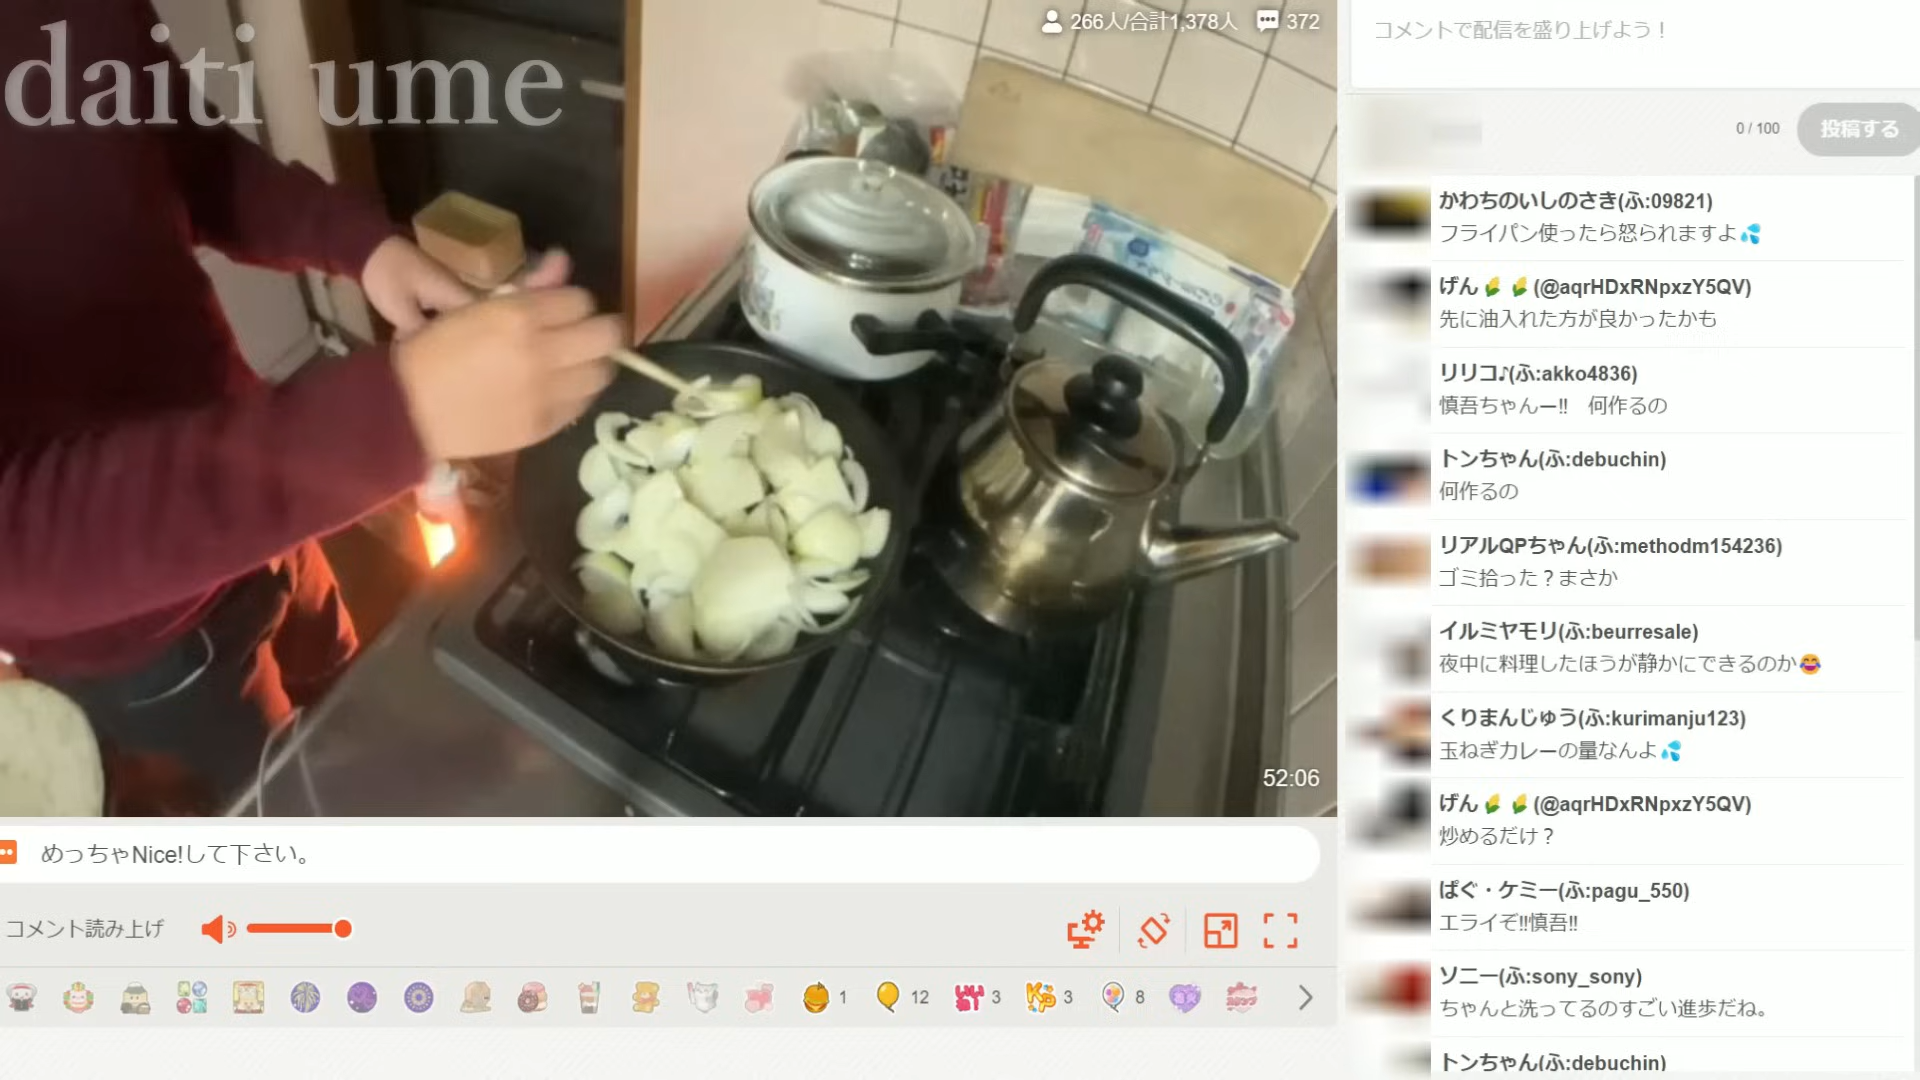 daiti ume
266人/合計1,378人 372
52:06
めっちゃNice!して下さい。
コメント読み上げ
1 12 3 3 8
コメントで配信を盛り上げよう！
0 / 100 投稿する
かわちのいしのさき(ふ:09821)
フライパン使ったら怒られますよ💦
げん🌽🌽(@aqrHDxRNpxzY5QV)
先に油入れた方が良かったかも
リリコ♪(ふ:akko4836)
慎吾ちゃんー‼ 何作るの
トンちゃん(ふ:debuchin)
何作るの
リアルQPちゃん(ふ:methodm154236)
ゴミ拾った？まさか
イルミヤモリ(ふ:beurresale)
夜中に料理したほうが静かにできるのか😂
くりまんじゅう(ふ:kurimanju123)
玉ねぎカレーの量なんよ💦
げん🌽🌽(@aqrHDxRNpxzY5QV)
炒めるだけ？
ぱぐ・ケミー(ふ:pagu_550)
エライぞ‼慎吾‼
ソニー(ふ:sony_sony)
ちゃんと洗ってるのすごい進歩だね。
トンちゃん(ふ:debuchin)